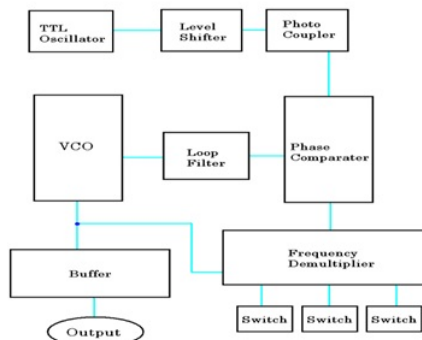 TTL
Oscillator
Level
Shifter
Photo
Coupler
VCO
Loop
Filter
Phase
Comparater
Frequency
Demultiplier
Buffer
Switch
Switch
Switch
Output